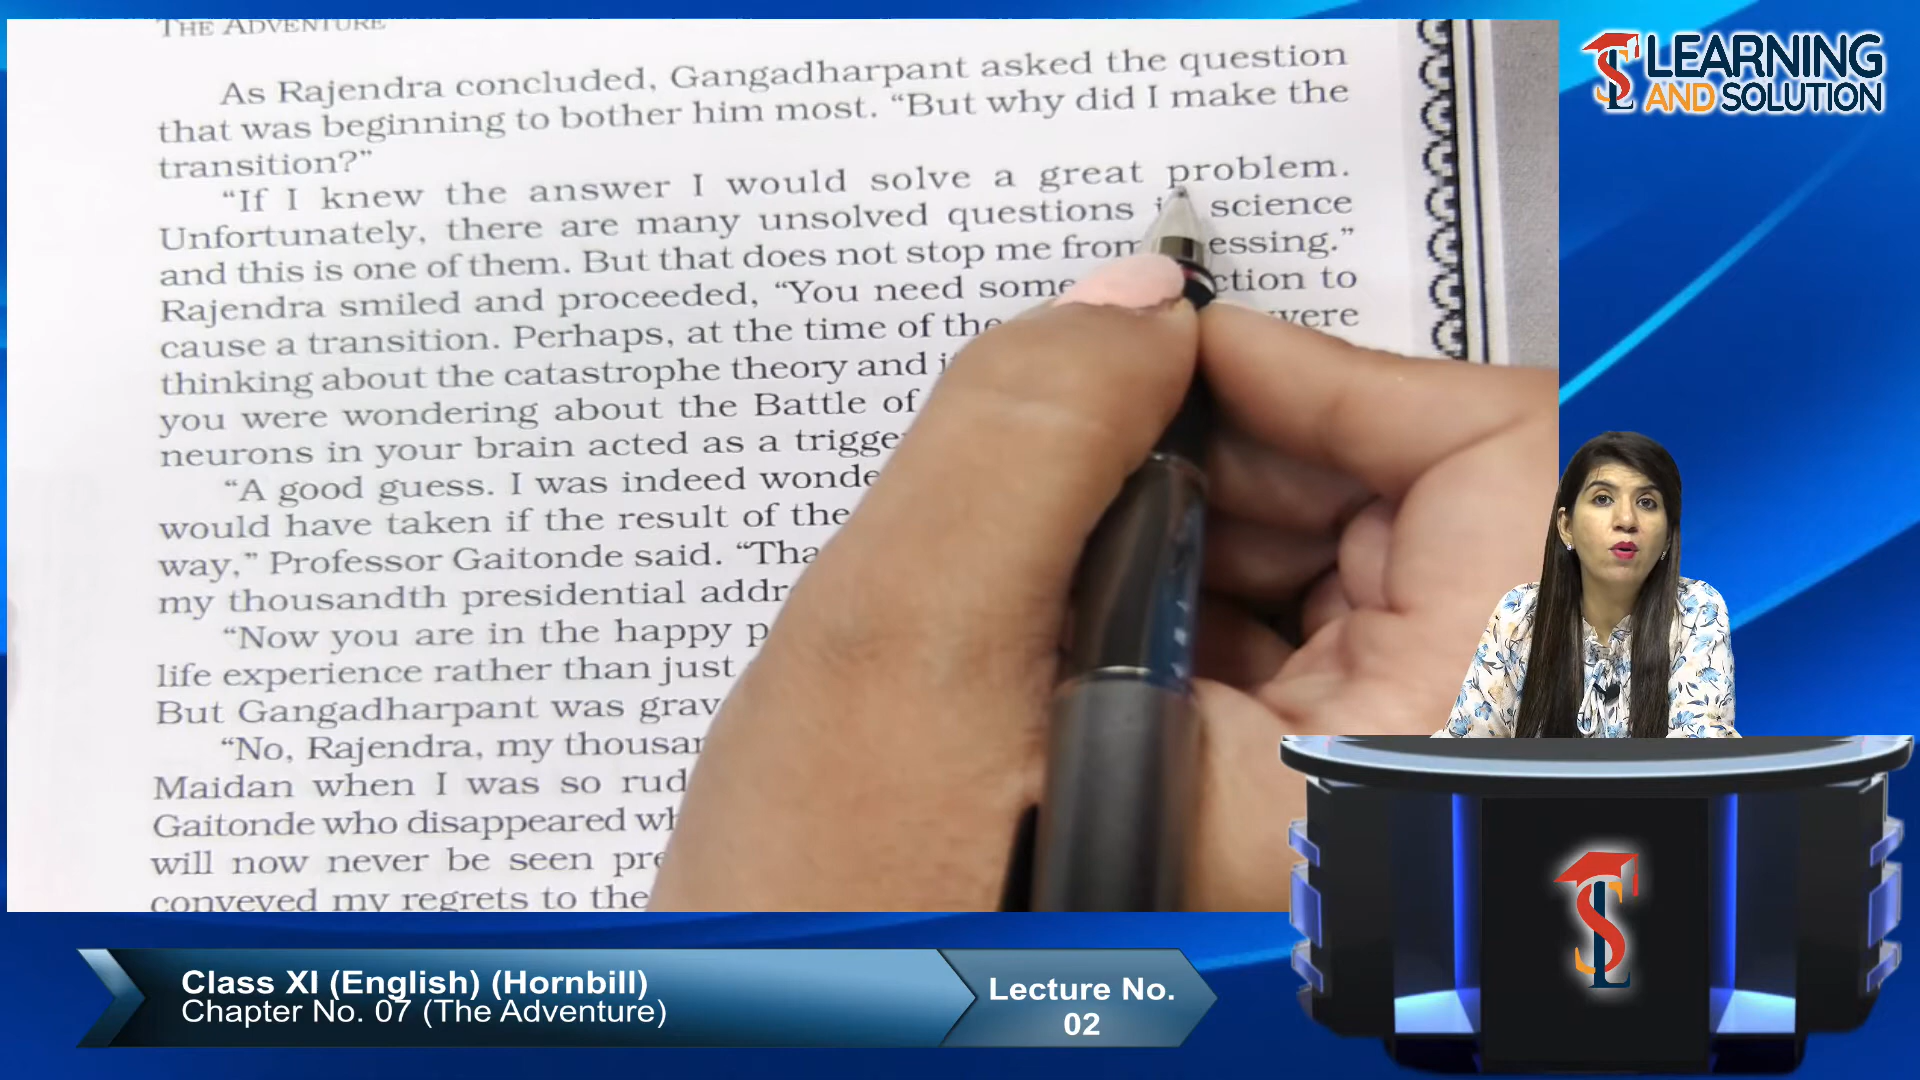 THE ADVENTURE
As Rajendra concluded, Gangadharpant asked the question
that was beginning to bother him most. “But why did I make the
transition?”
“If I knew the answer I would solve a great problem.
Unfortunately, there are many unsolved questions science
and this is one of them. But that does not stop me from
Rajendra smiled and proceeded, “You need some to
cause a transition. Perhaps, at the time of the were
thinking about the catastrophe theory and
you were wondering about the Battle of
neurons in your brain acted as a
“A good guess. I was indeed
would have taken if the result of the
way,” Professor Gaitonde said.
my thousandth presidential
“Now you are in the happy
life experience rather than just
But Gangadharpant was
“No, Rajendra, my
Maidan when I was so
Gaitonde who disappeared
will now never be seen
conveyed my regrets to the
LEARNING
AND SOLUTION
Class XI (English) (Hornbill)
Chapter No. 07 (The Adventure)
Lecture No.
02